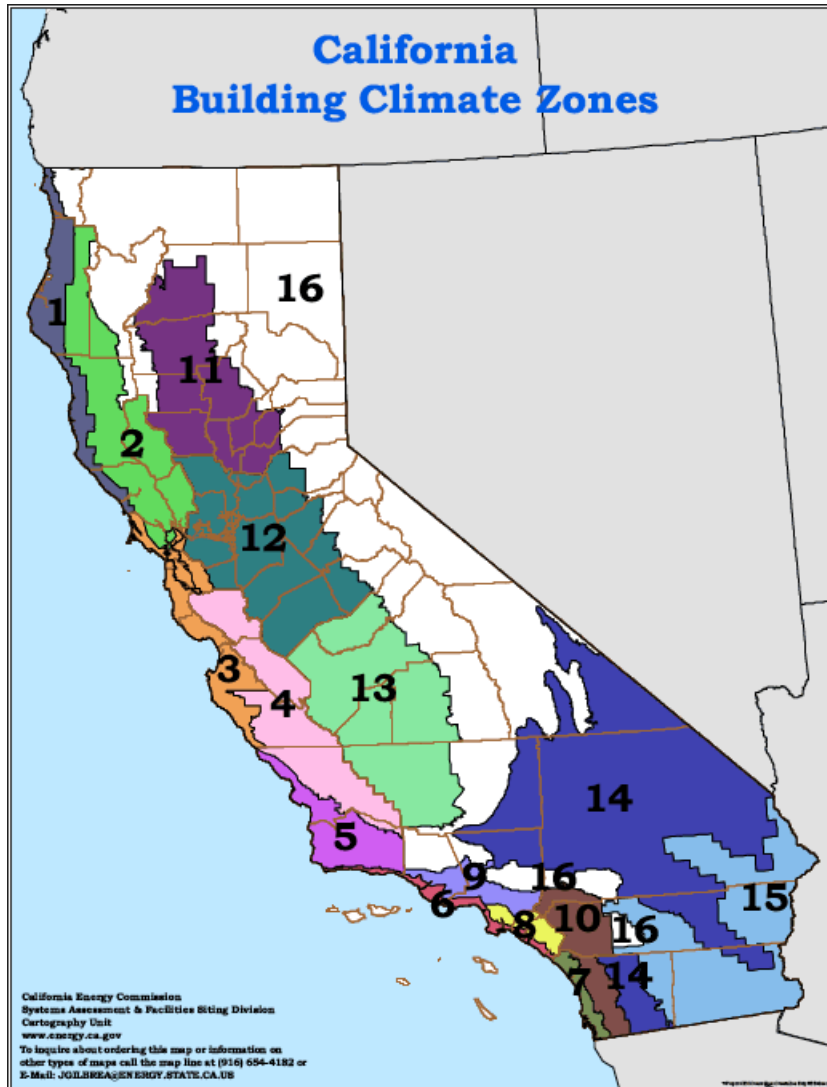 California
Building Climate Zones
16
1
11
2
12
3
13
4
14
5
9
16
15
6
10
8
16
7
14
California Energy Commission
Systems Assessment & Facilities Siting Division
Cartography Unit
www.energy.ca.gov
To inquire about ordering this map or information on
other types of maps call the map line at (916) 654-4182 or
E-Mail: JGILBREA@ENERGY.STATE.CA.US